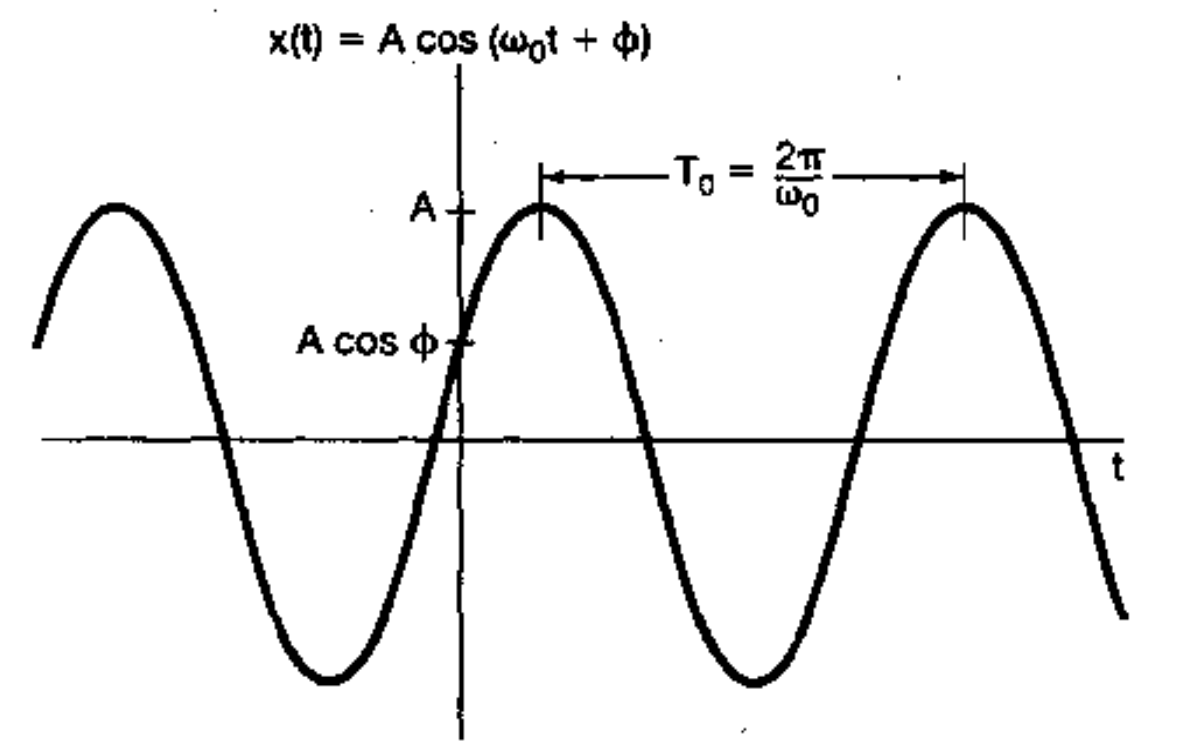 x(t) = A cos (ω₀t + ϕ)
T₀ = 2π/ω₀
A
A cos ϕ
t